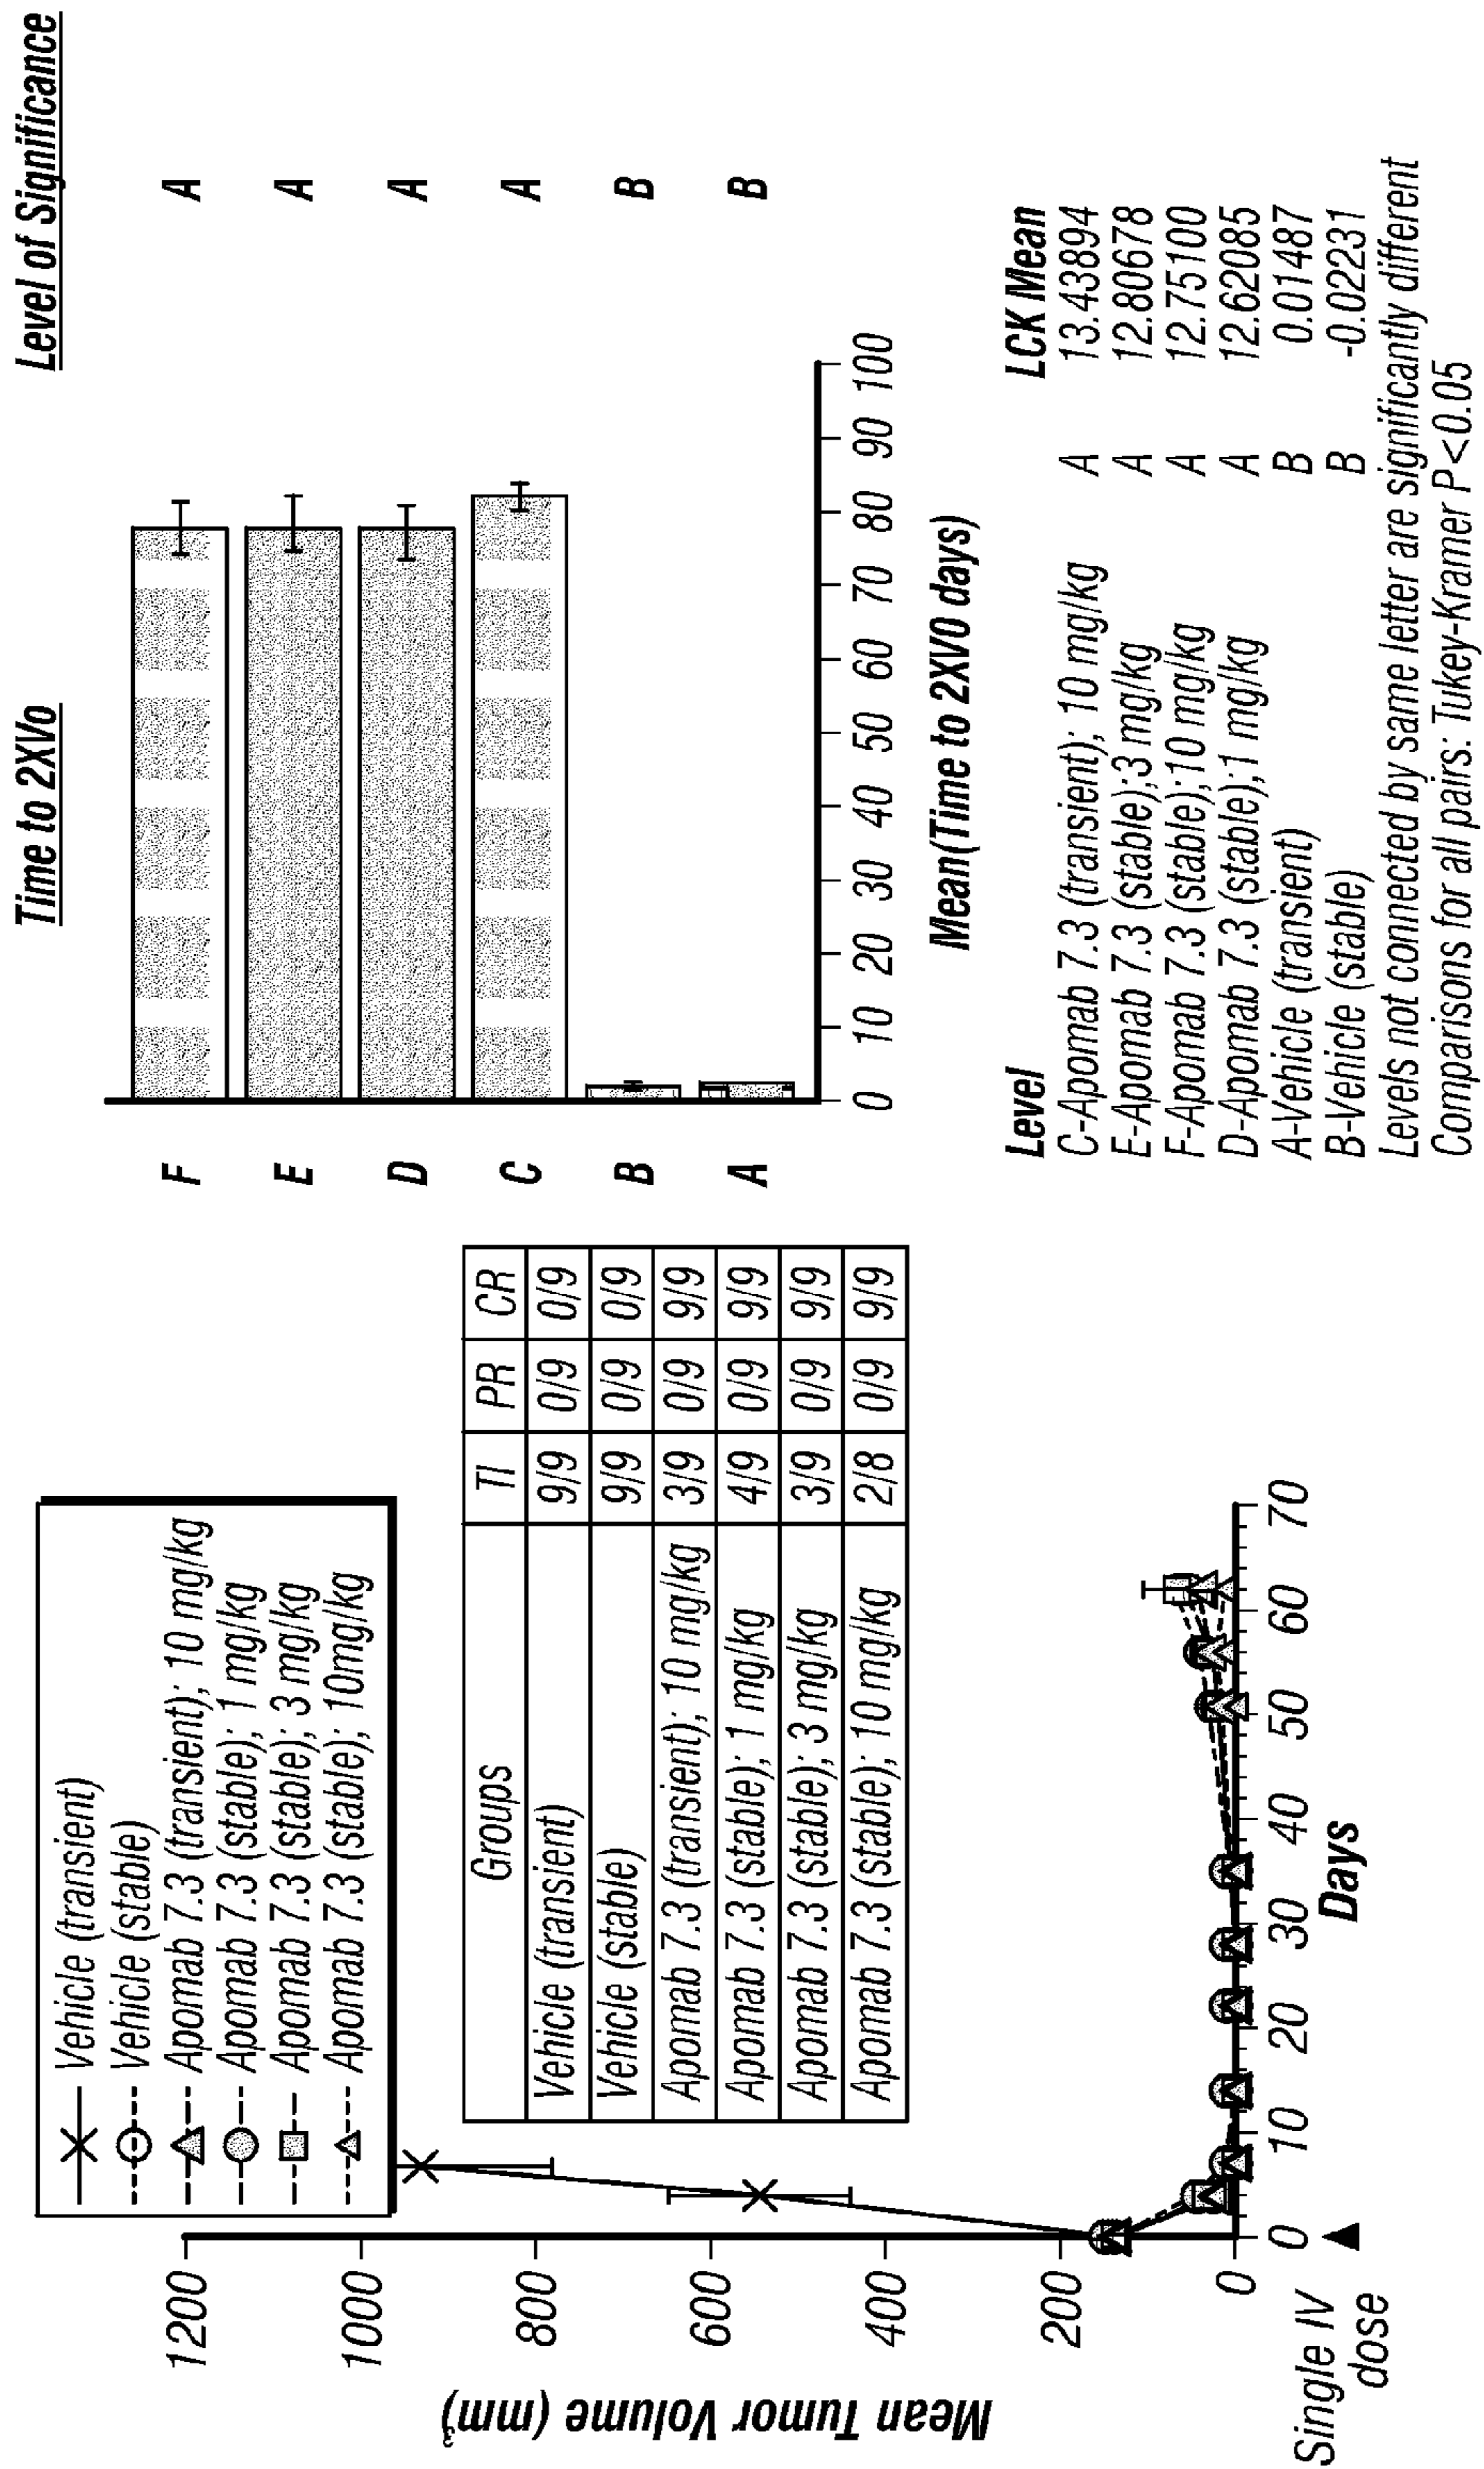 Vehicle (transient)
Vehicle (stable)
Apomab 7.3 (transient); 10 mg/kg
Apomab 7.3 (stable); 1 mg/kg
Apomab 7.3 (stable); 3 mg/kg
Apomab 7.3 (stable); 10mg/kg
Groups TI PR CR
Vehicle (transient) 9/9 0/9 0/9
Vehicle (stable) 9/9 0/9 0/9
Apomab 7.3 (transient); 10 mg/kg 3/9 0/9 9/9
Apomab 7.3 (stable); 1 mg/kg 4/9 0/9 9/9
Apomab 7.3 (stable); 3 mg/kg 3/9 0/9 9/9
Apomab 7.3 (stable); 10 mg/kg 2/8 0/9 9/9
Mean Tumor Volume (mm³)
1200
1000
800
600
400
200
0
0 10 20 30 40 50 60 70
Days
Single IV
dose
Time to 2XVo Level of Significance
F A
E A
D A
C A
B B
A B
0 10 20 30 40 50 60 70 80 90 100
Mean(Time to 2XV0 days)
Level LCK Mean
C-Apomab 7.3 (transient); 10 mg/kg A 13.43894
E-Apomab 7.3 (stable);3 mg/kg A 12.80678
F-Apomab 7.3 (stable);10 mg/kg A 12.75100
D-Apomab 7.3 (stable);1 mg/kg A 12.62085
A-Vehicle (transient) B 0.01487
B-Vehicle (stable) B -0.02231
Levels not connected by same letter are significantly different
Comparisons for all pairs: Tukey-Kramer P<0.05